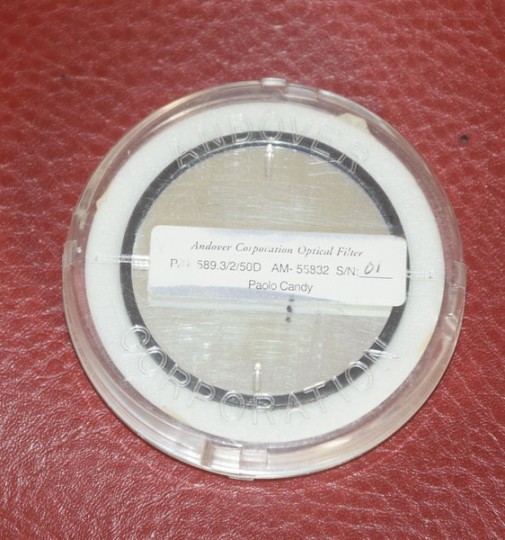 ANDOVER
Andover Corporation Optical Filter
P/N 589.3/2/50D AM- 55832 S/N: 01
Paolo Candy
CORPORATION